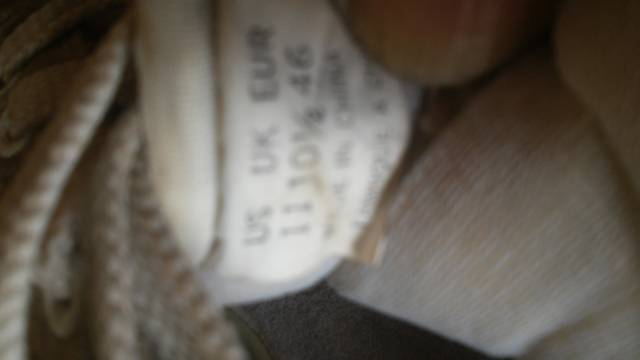 US UK EUR
11 10½ 46
MADE IN CHINA